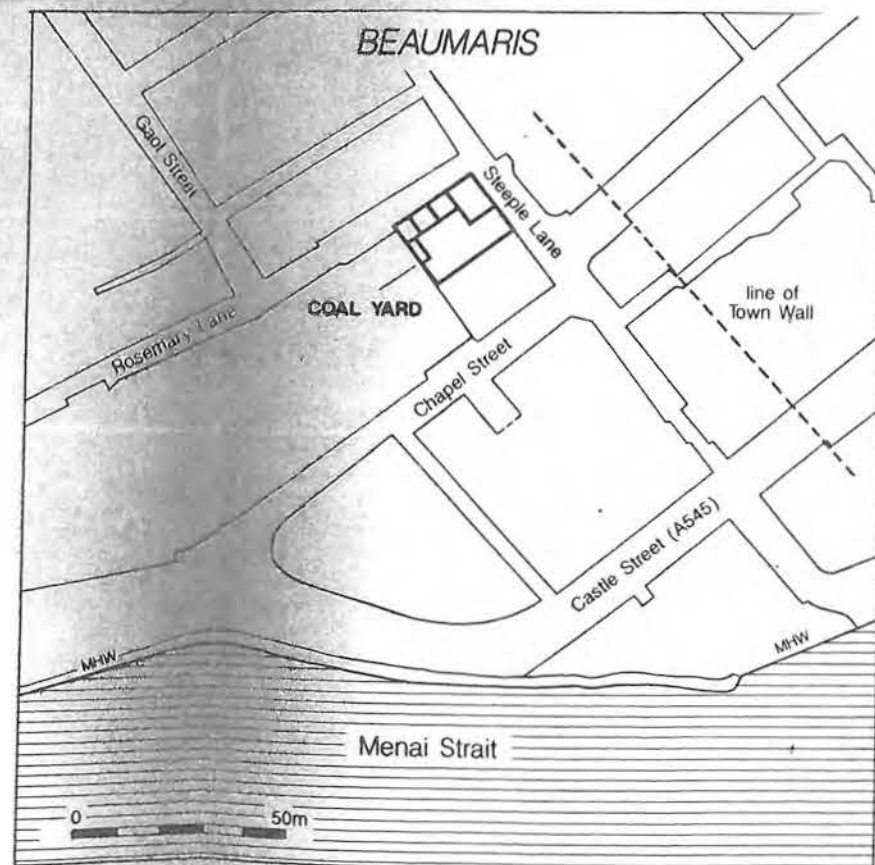 BEAUMARIS
Gaol Street
Steeple Lane
COAL YARD
line of
Town Wall
Rosemary Lane
Chapel Street
Castle Street (A545)
MHW
MHW
Menai Strait
0 50m